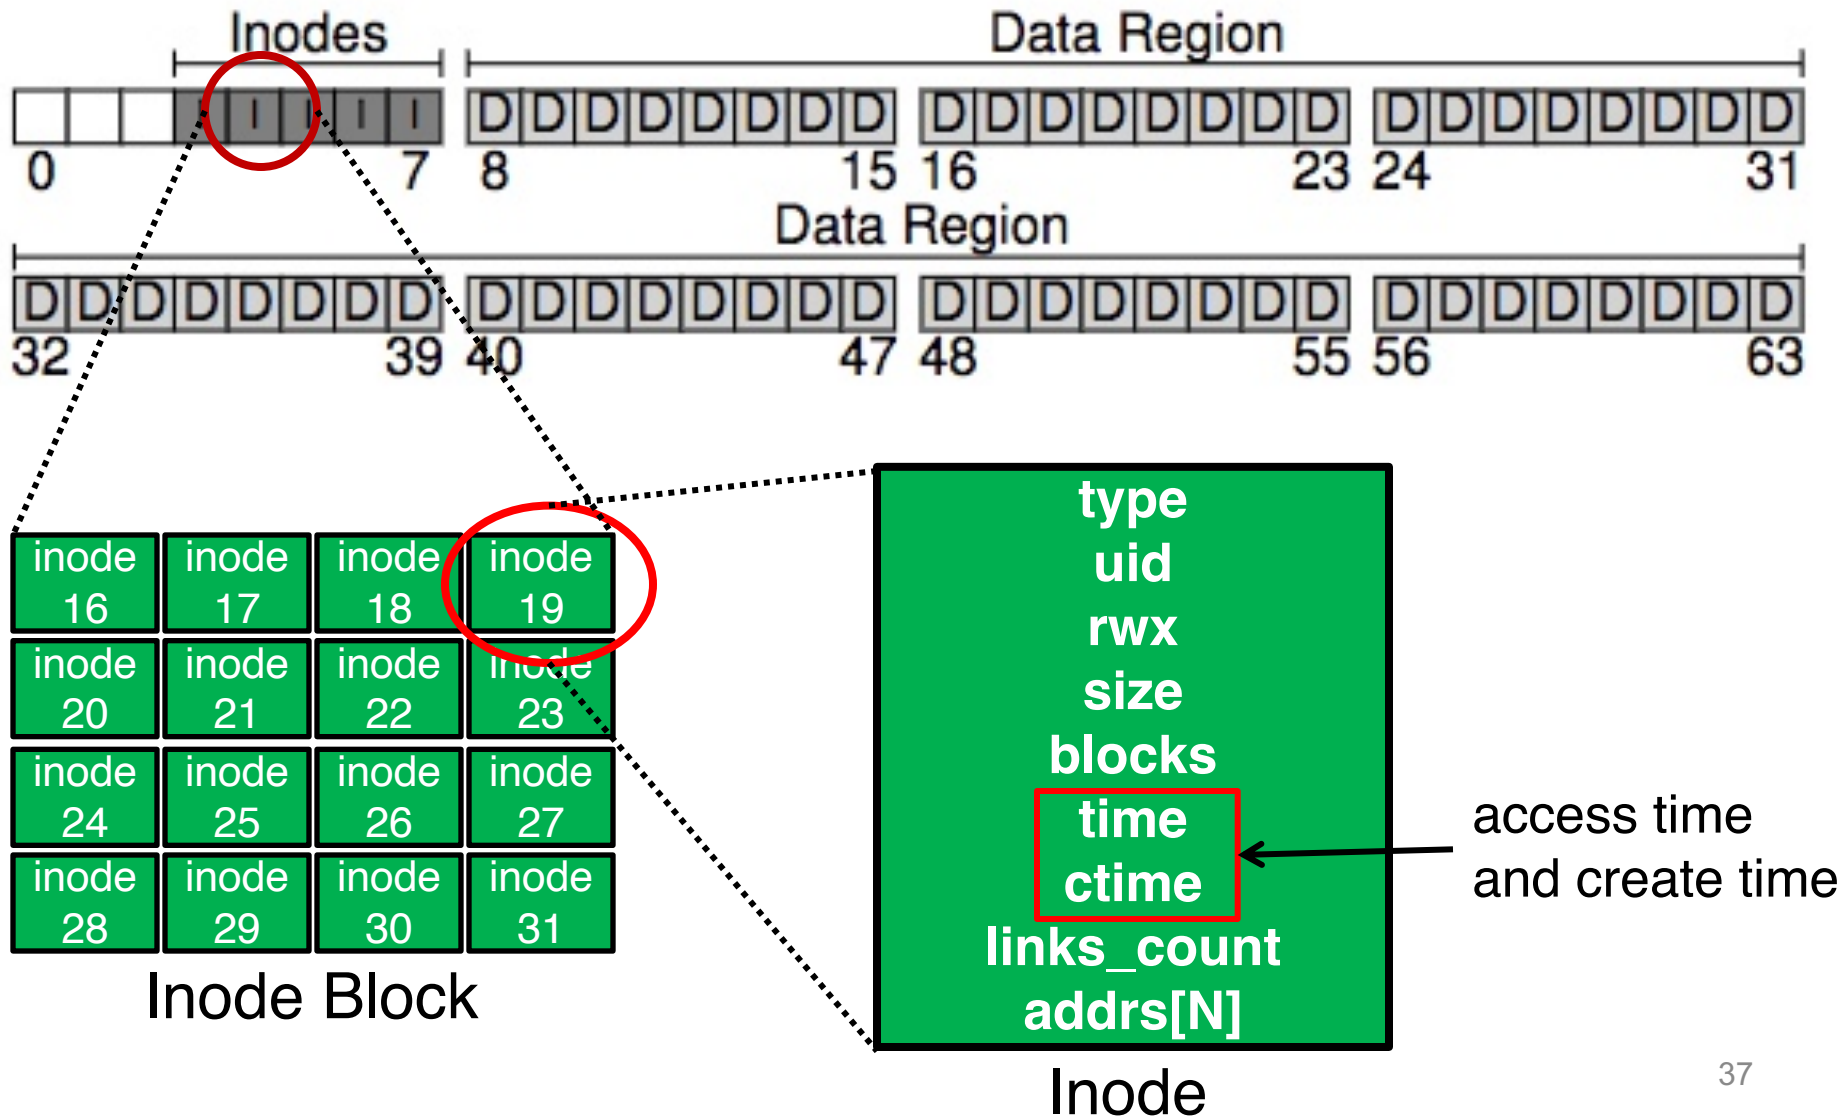 Inodes Data Region
I I I I I D D D D D D D D D D D D D D D D D D D D D D D D
0 7 8 15 16 23 24 31
Data Region
D D D D D D D D D D D D D D D D D D D D D D D D D D D D D D D D
32 39 40 47 48 55 56 63
inode inode inode inode
16 17 18 19
inode inode inode inode
20 21 22 23
inode inode inode inode
24 25 26 27
inode inode inode inode
28 29 30 31
Inode Block
type
uid
rwx
size
blocks
time
ctime
links_count
addrs[N]
Inode
access time
and create time
37